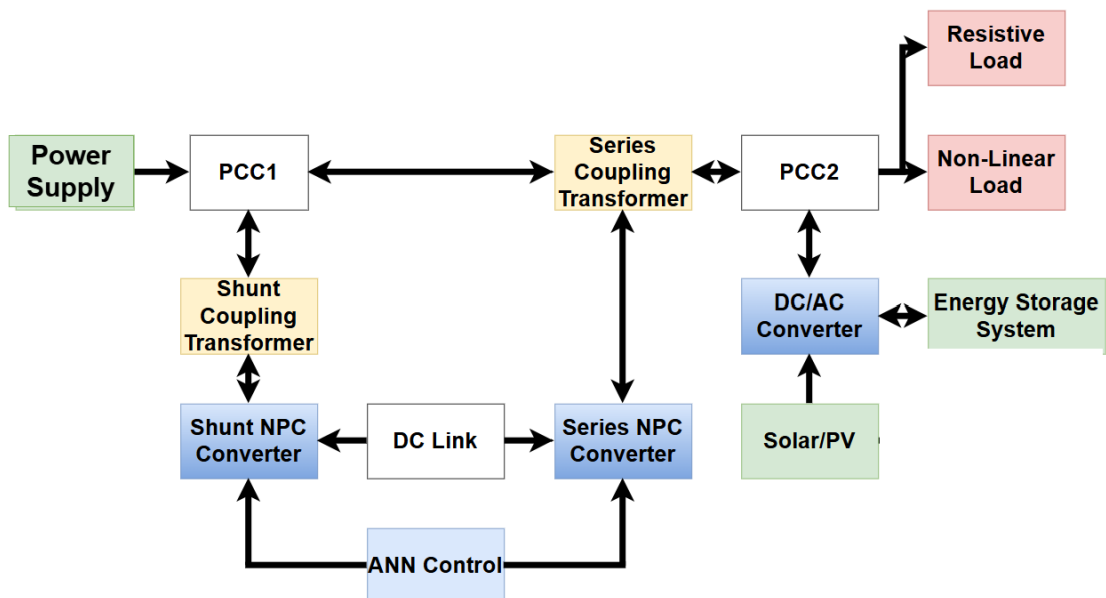 Resistive
Load
Power
Supply
PCC1
Series
Coupling
Transformer
PCC2
Non-Linear
Load
Shunt
Coupling
Transformer
DC/AC
Converter
Energy Storage
System
Shunt NPC
Converter
DC Link
Series NPC
Converter
Solar/PV
ANN Control